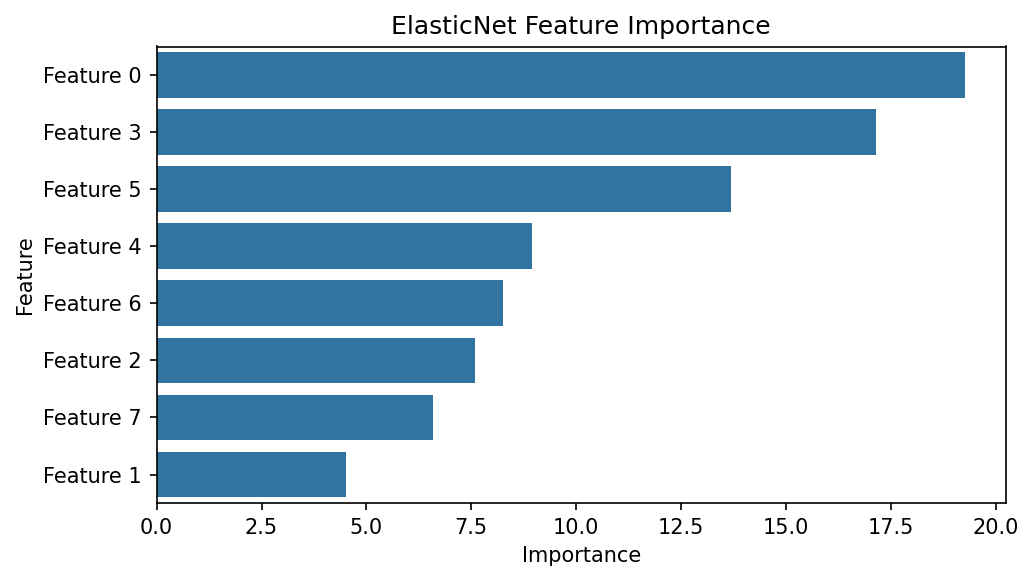 ElasticNet Feature Importance
Feature
Feature 0
Feature 3
Feature 5
Feature 4
Feature 6
Feature 2
Feature 7
Feature 1
0.0 2.5 5.0 7.5 10.0 12.5 15.0 17.5 20.0
Importance